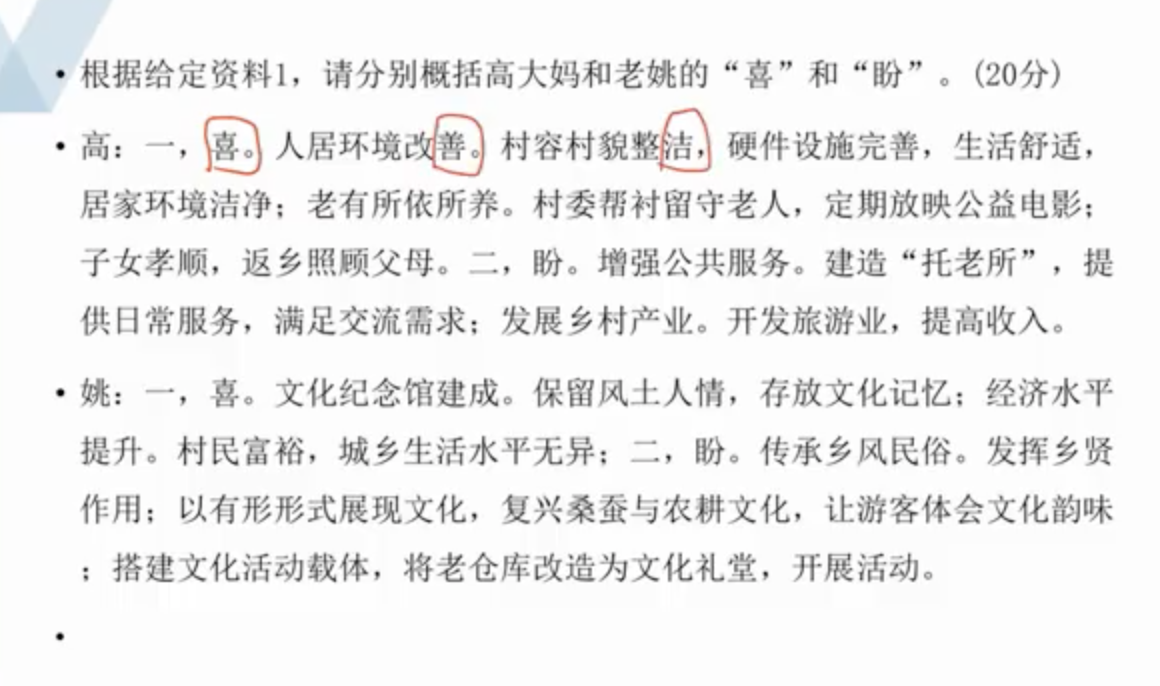 • 根据给定资料1，请分别概括高大妈和老姚的“喜”和“盼”。(20分)
• 高：一，喜。人居环境改善。村容村貌整洁，硬件设施完善，生活舒适，
居家环境洁净；老有所依所养。村委帮衬留守老人，定期放映公益电影；
子女孝顺，返乡照顾父母。二，盼。增强公共服务。建造“托老所”，提
供日常服务，满足交流需求；发展乡村产业。开发旅游业，提高收入。
• 姚：一，喜。文化纪念馆建成。保留风土人情，存放文化记忆；经济水平
提升。村民富裕，城乡生活水平无异；二，盼。传承乡风民俗。发挥乡贤
作用；以有形形式展现文化，复兴桑蚕与农耕文化，让游客体会文化韵味
；搭建文化活动载体，将老仓库改造为文化礼堂，开展活动。
•